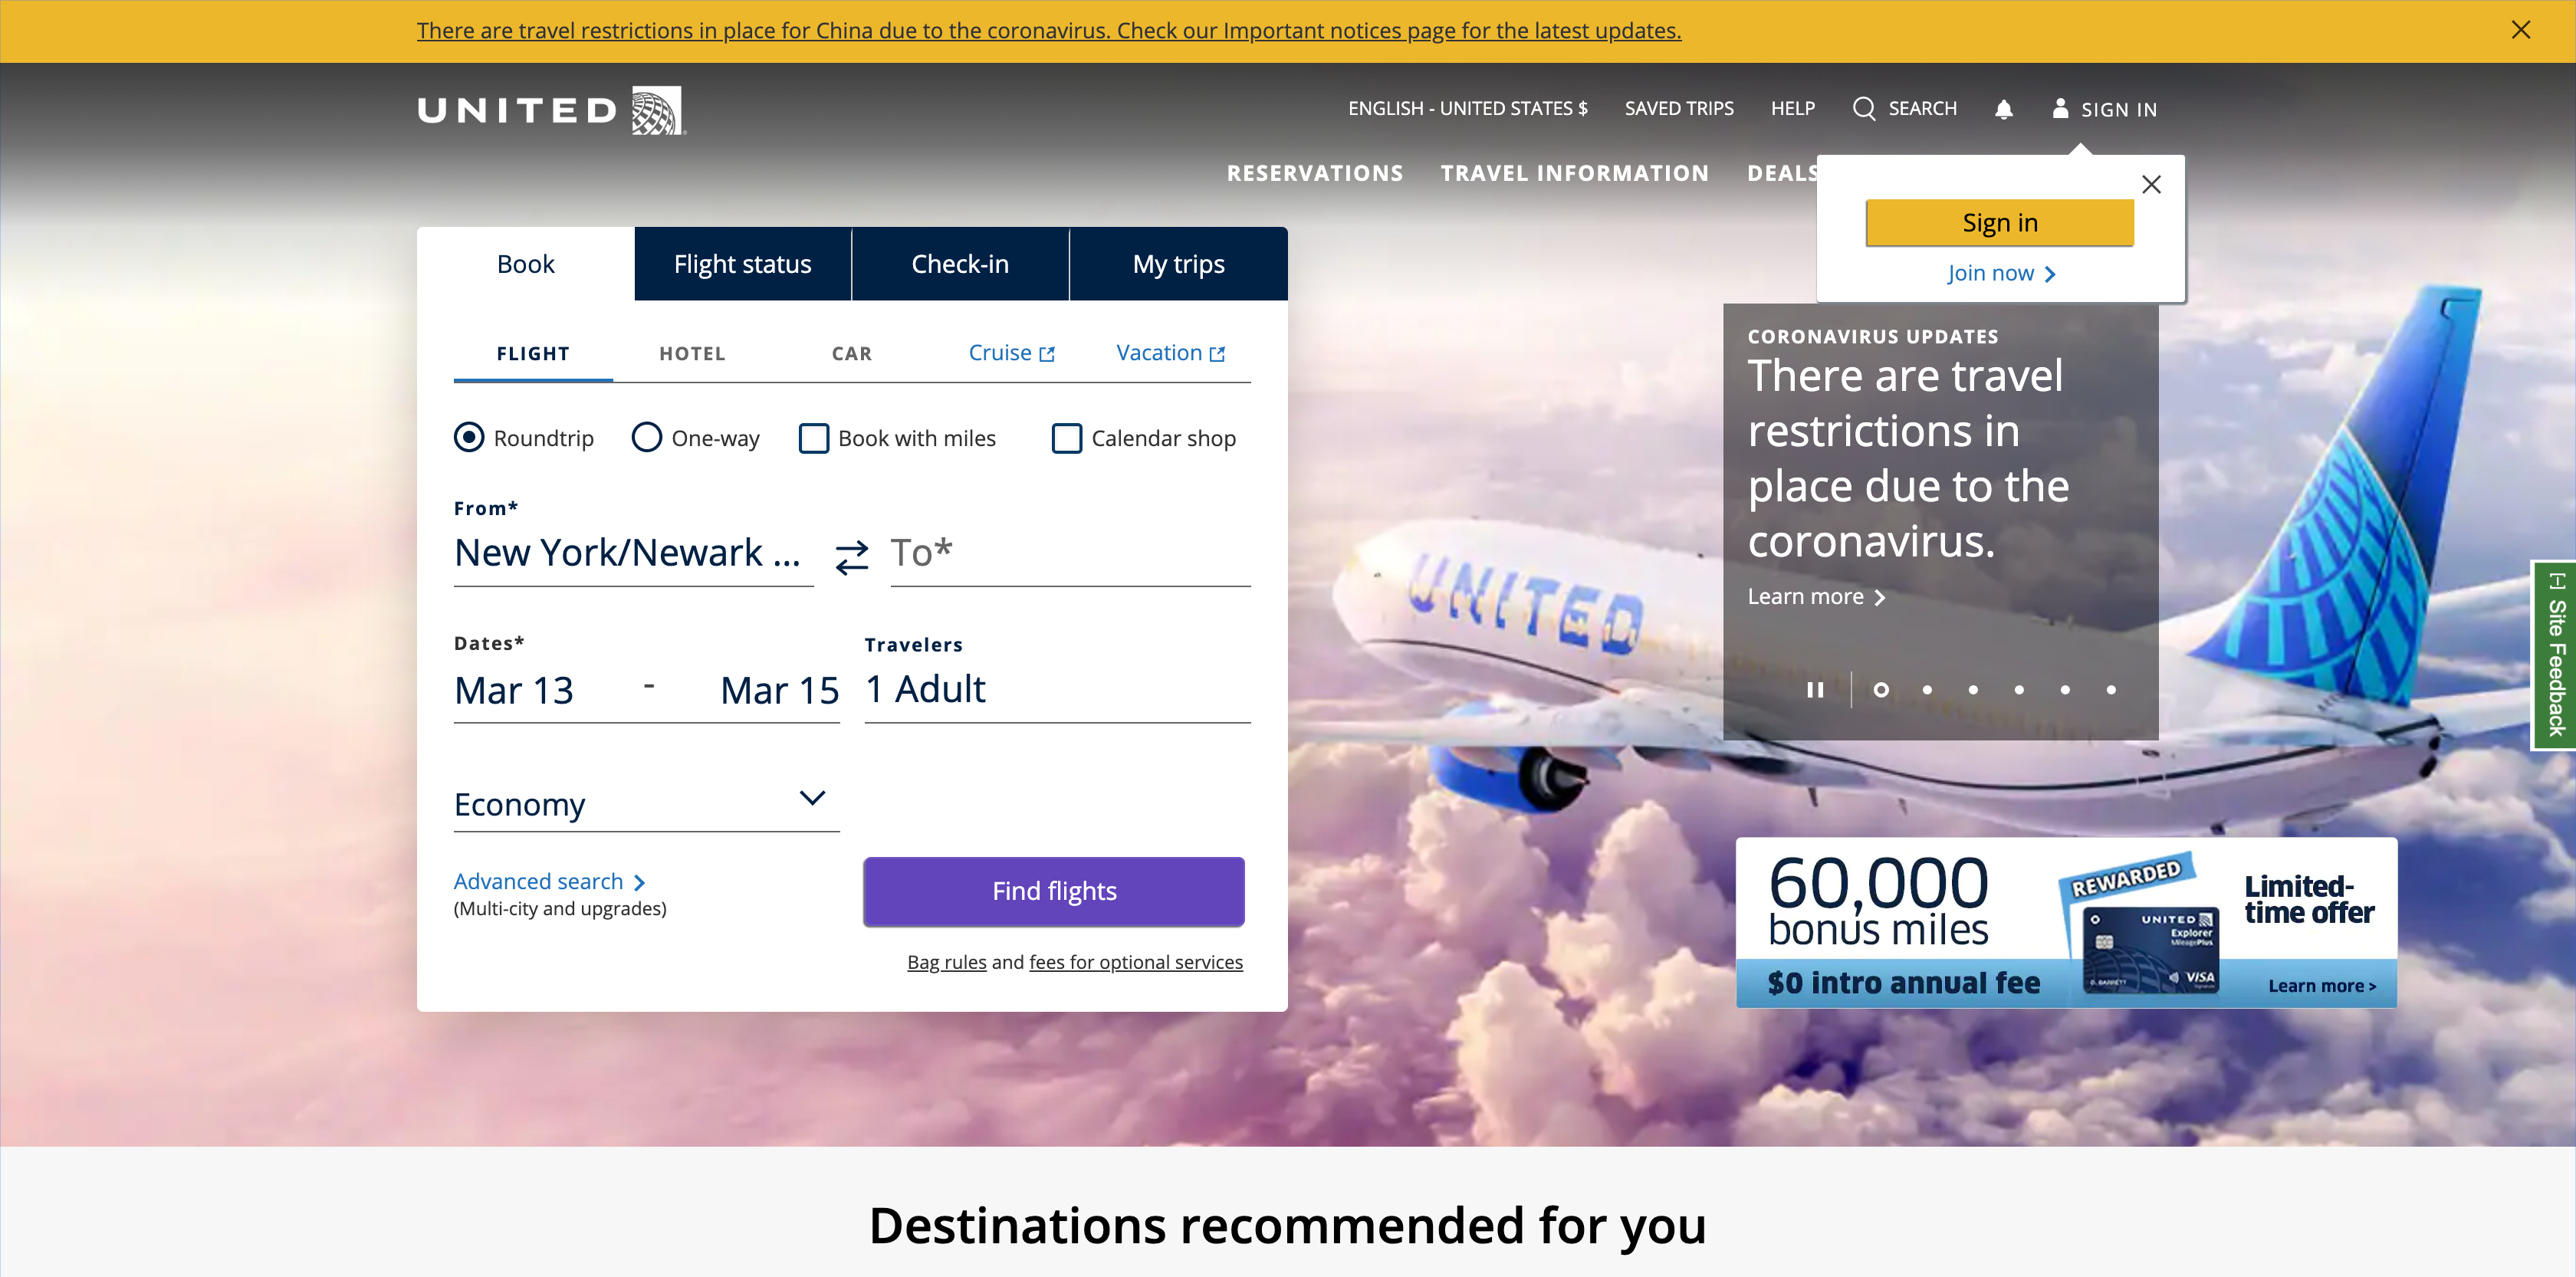 There are travel restrictions in place for China due to the coronavirus. Check our Important notices page for the latest updates.
UNITED
ENGLISH - UNITED STATES $
SAVED TRIPS
HELP
SEARCH
SIGN IN
RESERVATIONS
TRAVEL INFORMATION
DEALS
Sign in
Join now
Book
Flight status
Check-in
My trips
FLIGHT
HOTEL
CAR
Cruise
Vacation
Roundtrip
One-way
Book with miles
Calendar shop
From*
New York/Newark ...
To*
Dates*
Mar 13 - Mar 15
Travelers
1 Adult
Economy
Advanced search
(Multi-city and upgrades)
Find flights
Bag rules and fees for optional services
CORONAVIRUS UPDATES
There are travel
restrictions in
place due to the
coronavirus.
Learn more
UNITED
[-] Site Feedback
60,000
bonus miles
$0 intro annual fee
REWARDED
UNITED
Explorer
MileagePlus
VISA
Limited-
time offer
Learn more >
Destinations recommended for you